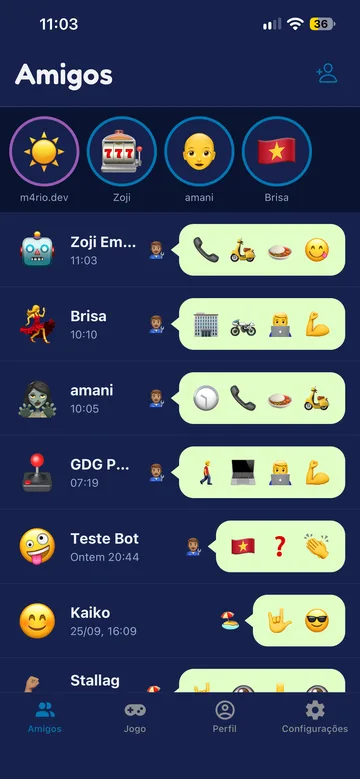 11:03
36
Amigos
m4rio.dev
Zoji
amani
Brisa
Zoji Em...
11:03
Brisa
10:10
amani
10:05
GDG P...
07:19
Teste Bot
Ontem 20:44
Kaiko
25/09, 16:09
Stallag
Amigos
Jogo
Perfil
Configurações